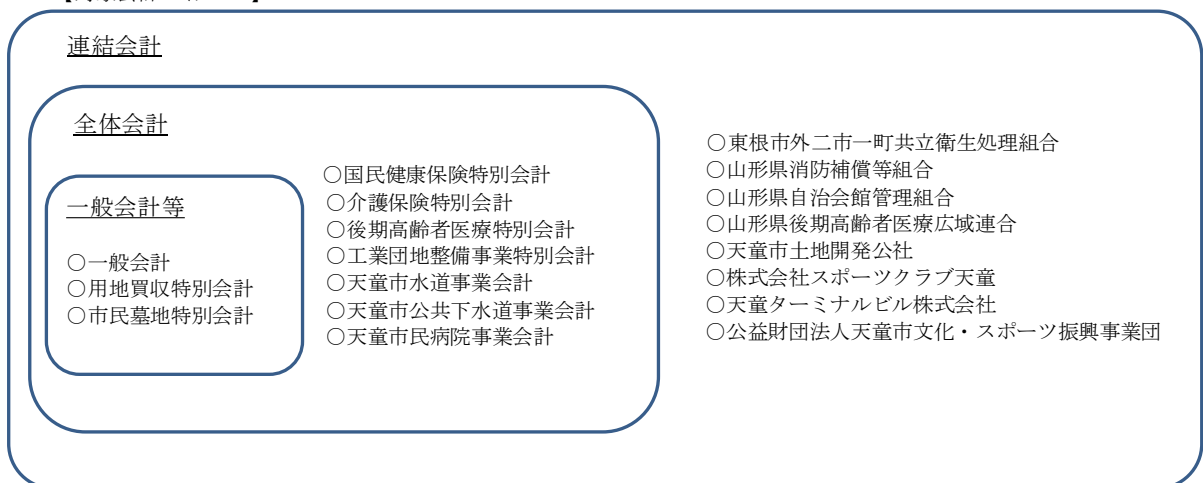 連結会計
全体会計
一般会計等
○一般会計
○用地買収特別会計
○市民墓地特別会計
○国民健康保険特別会計
○介護保険特別会計
○後期高齢者医療特別会計
○工業団地整備事業特別会計
○天童市水道事業会計
○天童市公共下水道事業会計
○天童市民病院事業会計
○東根市外二市一町共立衛生処理組合
○山形県消防補償等組合
○山形県自治会館管理組合
○山形県後期高齢者医療広域連合
○天童市土地開発公社
○株式会社スポーツクラブ天童
○天童ターミナルビル株式会社
○公益財団法人天童市文化・スポーツ振興事業団